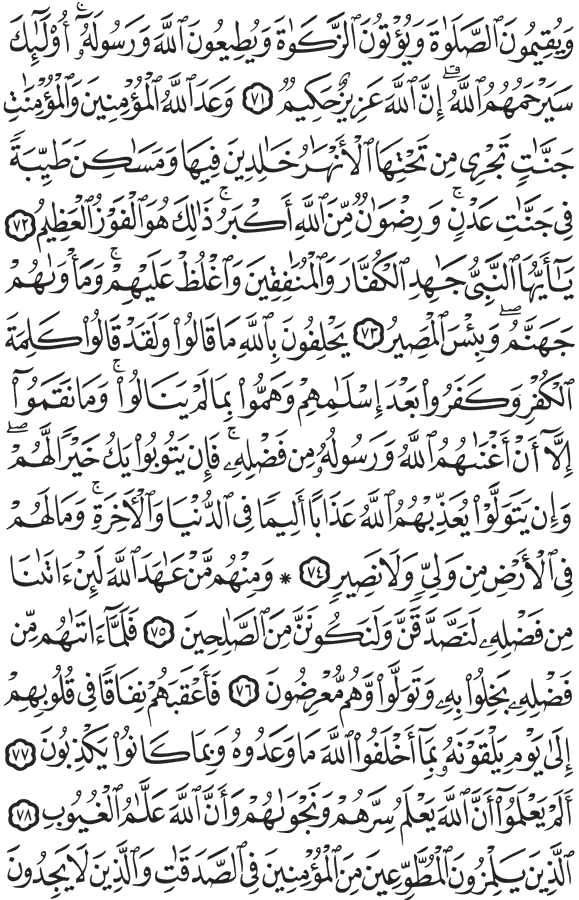 وَيُقِيمُونَ ٱلصَّلَوٰةَ وَيُؤْتُونَ ٱلزَّكَوٰةَ وَيُطِيعُونَ ٱللَّهَ وَرَسُولَهُۥٓۚ أُو۟لَٰٓئِكَ
سَيَرْحَمُهُمُ ٱللَّهُۗ إِنَّ ٱللَّهَ عَزِيزٌ حَكِيمٌ ٧١ وَعَدَ ٱللَّهُ ٱلْمُؤْمِنِينَ وَٱلْمُؤْمِنَٰتِ
جَنَّٰتٍ تَجْرِى مِن تَحْتِهَا ٱلْأَنْهَٰرُ خَٰلِدِينَ فِيهَا وَمَسَٰكِنَ طَيِّبَةً
فِى جَنَّٰتِ عَدْنٍۚ وَرِضْوَٰنٌ مِّنَ ٱللَّهِ أَكْبَرُۚ ذَٰلِكَ هُوَ ٱلْفَوْزُ ٱلْعَظِيمُ ٧٢
يَٰٓأَيُّهَا ٱلنَّبِىُّ جَٰهِدِ ٱلْكُفَّارَ وَٱلْمُنَٰفِقِينَ وَٱغْلُظْ عَلَيْهِمْۚ وَمَأْوَىٰهُمْ
جَهَنَّمُۖ وَبِئْسَ ٱلْمَصِيرُ ٧٣ يَحْلِفُونَ بِٱللَّهِ مَا قَالُوا۟ وَلَقَدْ قَالُوا۟ كَلِمَةَ
ٱلْكُفْرِ وَكَفَرُوا۟ بَعْدَ إِسْلَٰمِهِمْ وَهَمُّوا۟ بِمَا لَمْ يَنَالُوا۟ۚ وَمَا نَقَمُوٓا۟
إِلَّآ أَنْ أَغْنَىٰهُمُ ٱللَّهُ وَرَسُولُهُۥ مِن فَضْلِهِۦۚ فَإِن يَتُوبُوا۟ يَكُ خَيْرًا لَّهُمْۖ
وَإِن يَتَوَلَّوْا۟ يُعَذِّبْهُمُ ٱللَّهُ عَذَابًا أَلِيمًا فِى ٱلدُّنْيَا وَٱلْأَخِرَةِۚ وَمَا لَهُمْ
فِى ٱلْأَرْضِ مِن وَلِىٍّ وَلَا نَصِيرٍ ٧٤ * وَمِنْهُم مَّنْ عَٰهَدَ ٱللَّهَ لَئِنْ ءَاتَىٰنَا
مِن فَضْلِهِۦ لَنَصَّدَّقَنَّ وَلَنَكُونَنَّ مِنَ ٱلصَّٰلِحِينَ ٧٥ فَلَمَّآ ءَاتَىٰهُم مِّن
فَضْلِهِۦ بَخِلُوا۟ بِهِۦ وَتَوَلَّوا۟ وَّهُم مُّعْرِضُونَ ٧٦ فَأَعْقَبَهُمْ نِفَاقًا فِى قُلُوبِهِمْ
إِلَىٰ يَوْمِ يَلْقَوْنَهُۥ بِمَآ أَخْلَفُوا۟ ٱللَّهَ مَا وَعَدُوهُ وَبِمَا كَانُوا۟ يَكْذِبُونَ ٧٧
أَلَمْ يَعْلَمُوٓا۟ أَنَّ ٱللَّهَ يَعْلَمُ سِرَّهُمْ وَنَجْوَىٰهُمْ وَأَنَّ ٱللَّهَ عَلَّٰمُ ٱلْغُيُوبِ ٧٨
ٱلَّذِينَ يَلْمِزُونَ ٱلْمُطَّوِّعِينَ مِنَ ٱلْمُؤْمِنِينَ فِى ٱلصَّدَقَٰتِ وَٱلَّذِينَ لَا يَجِدُونَ